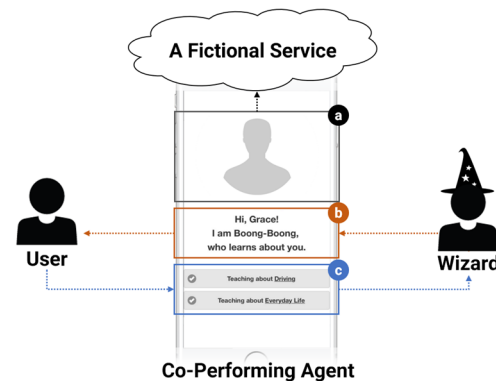 A Fictional Service
a
b
Hi, Grace!
I am Boong-Boong,
who learns about you.
User
Wizard
c
Teaching about Driving
Teaching about Everyday Life
Co-Performing Agent